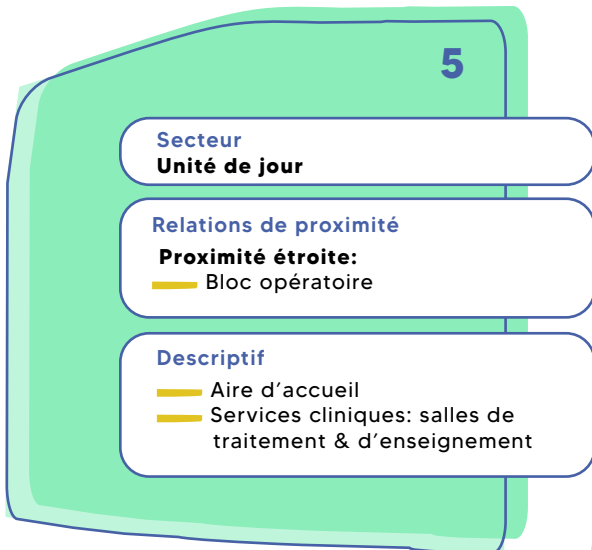 5
Secteur
Unité de jour
Relations de proximité
Proximité étroite:
Bloc opératoire
Descriptif
Aire d'accueil
Services cliniques: salles de
traitement & d'enseignement